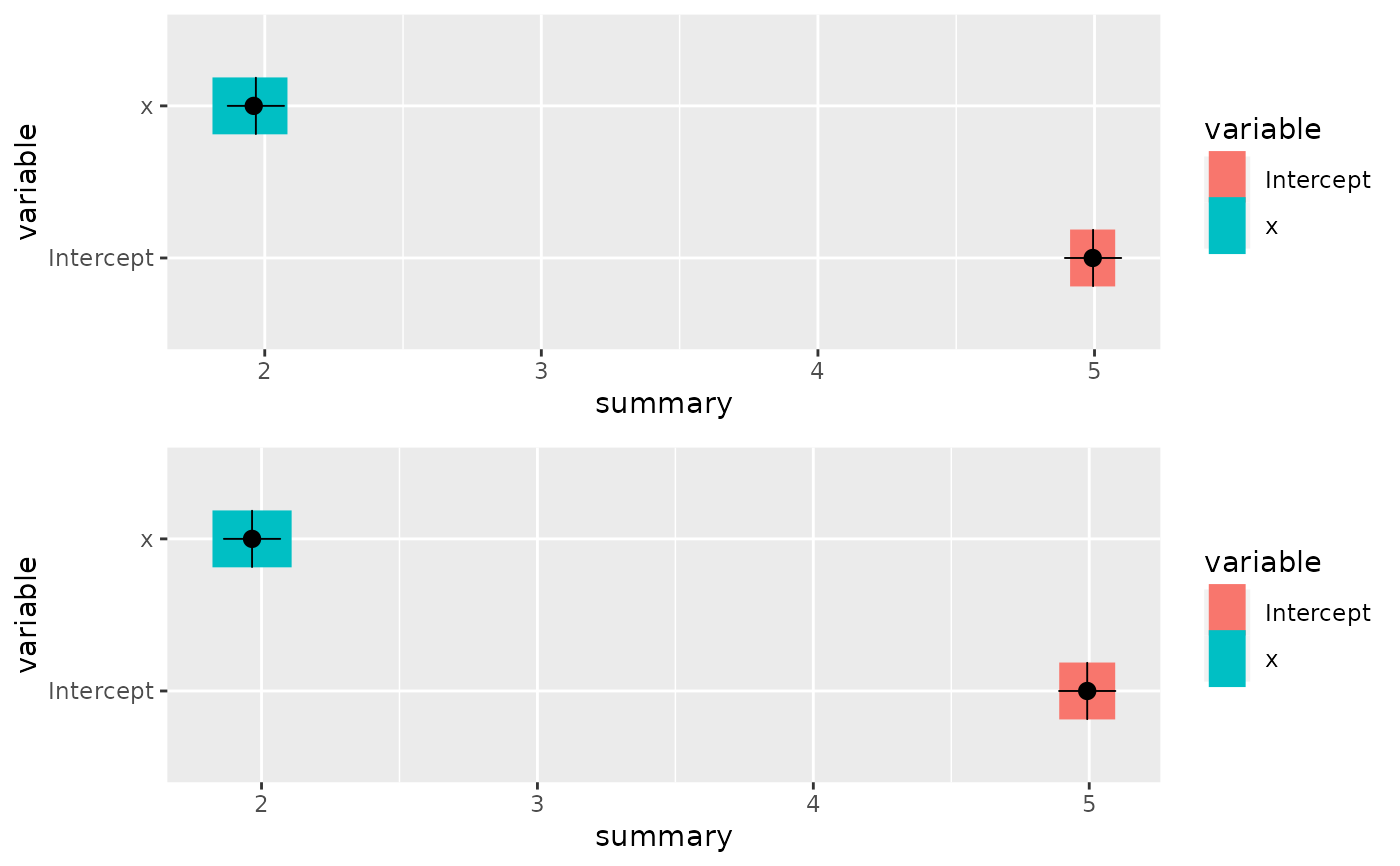 variable
x
Intercept
2 3 4 5
summary
variable
Intercept
x
variable
x
Intercept
2 3 4 5
summary
variable
Intercept
x